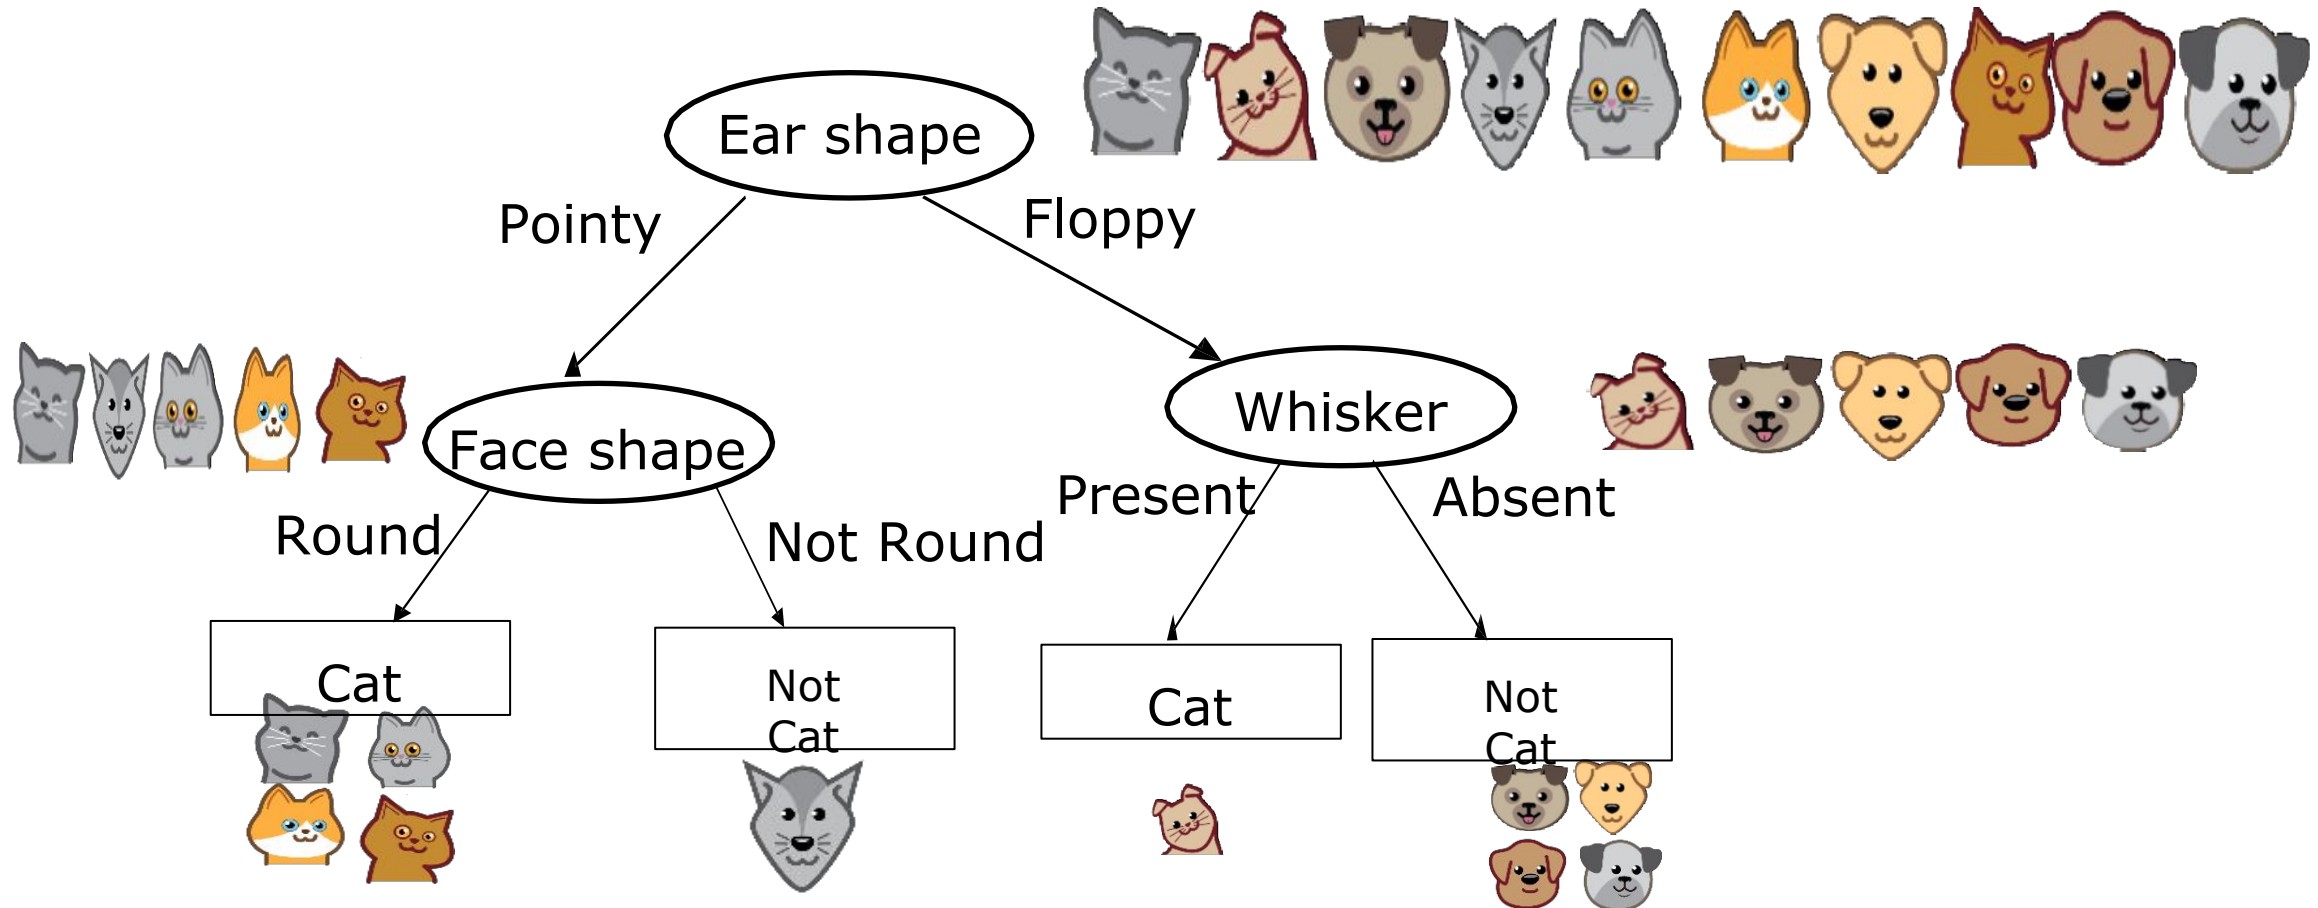 Ear shape
Pointy
Floppy
Face shape
Whisker
Round
Not Round
Present
Absent
Cat
Not
Cat
Cat
Not
Cat